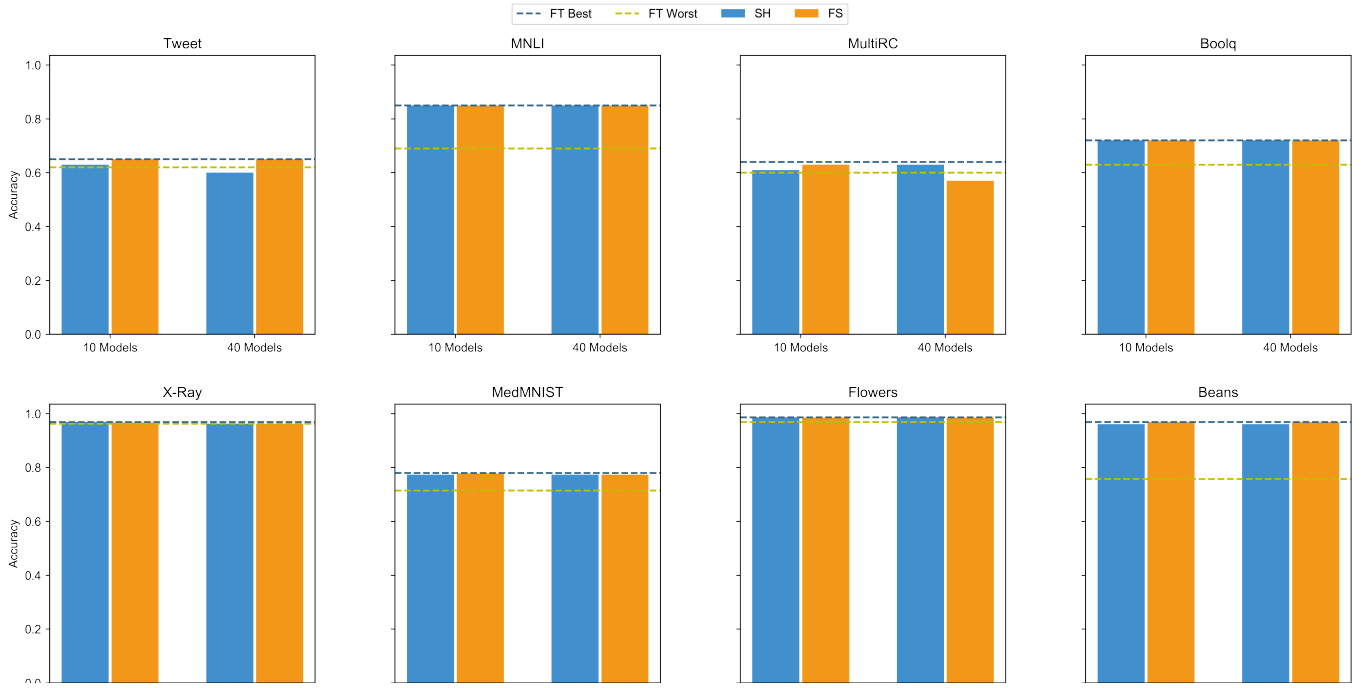 FT Best FT Worst SH FS
Tweet MNLI MultiRC Boolq
1.0
0.8
0.6
0.4
0.2
0.0
Accuracy
10 Models 40 Models 10 Models 40 Models 10 Models 40 Models 10 Models 40 Models
X-Ray MedMNIST Flowers Beans
1.0
0.8
0.6
0.4
0.2
0.0
Accuracy